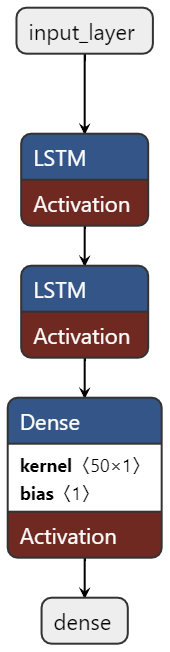 input_layer
LSTM
Activation
LSTM
Activation
Dense
kernel〈50×1〉
bias〈1〉
Activation
dense